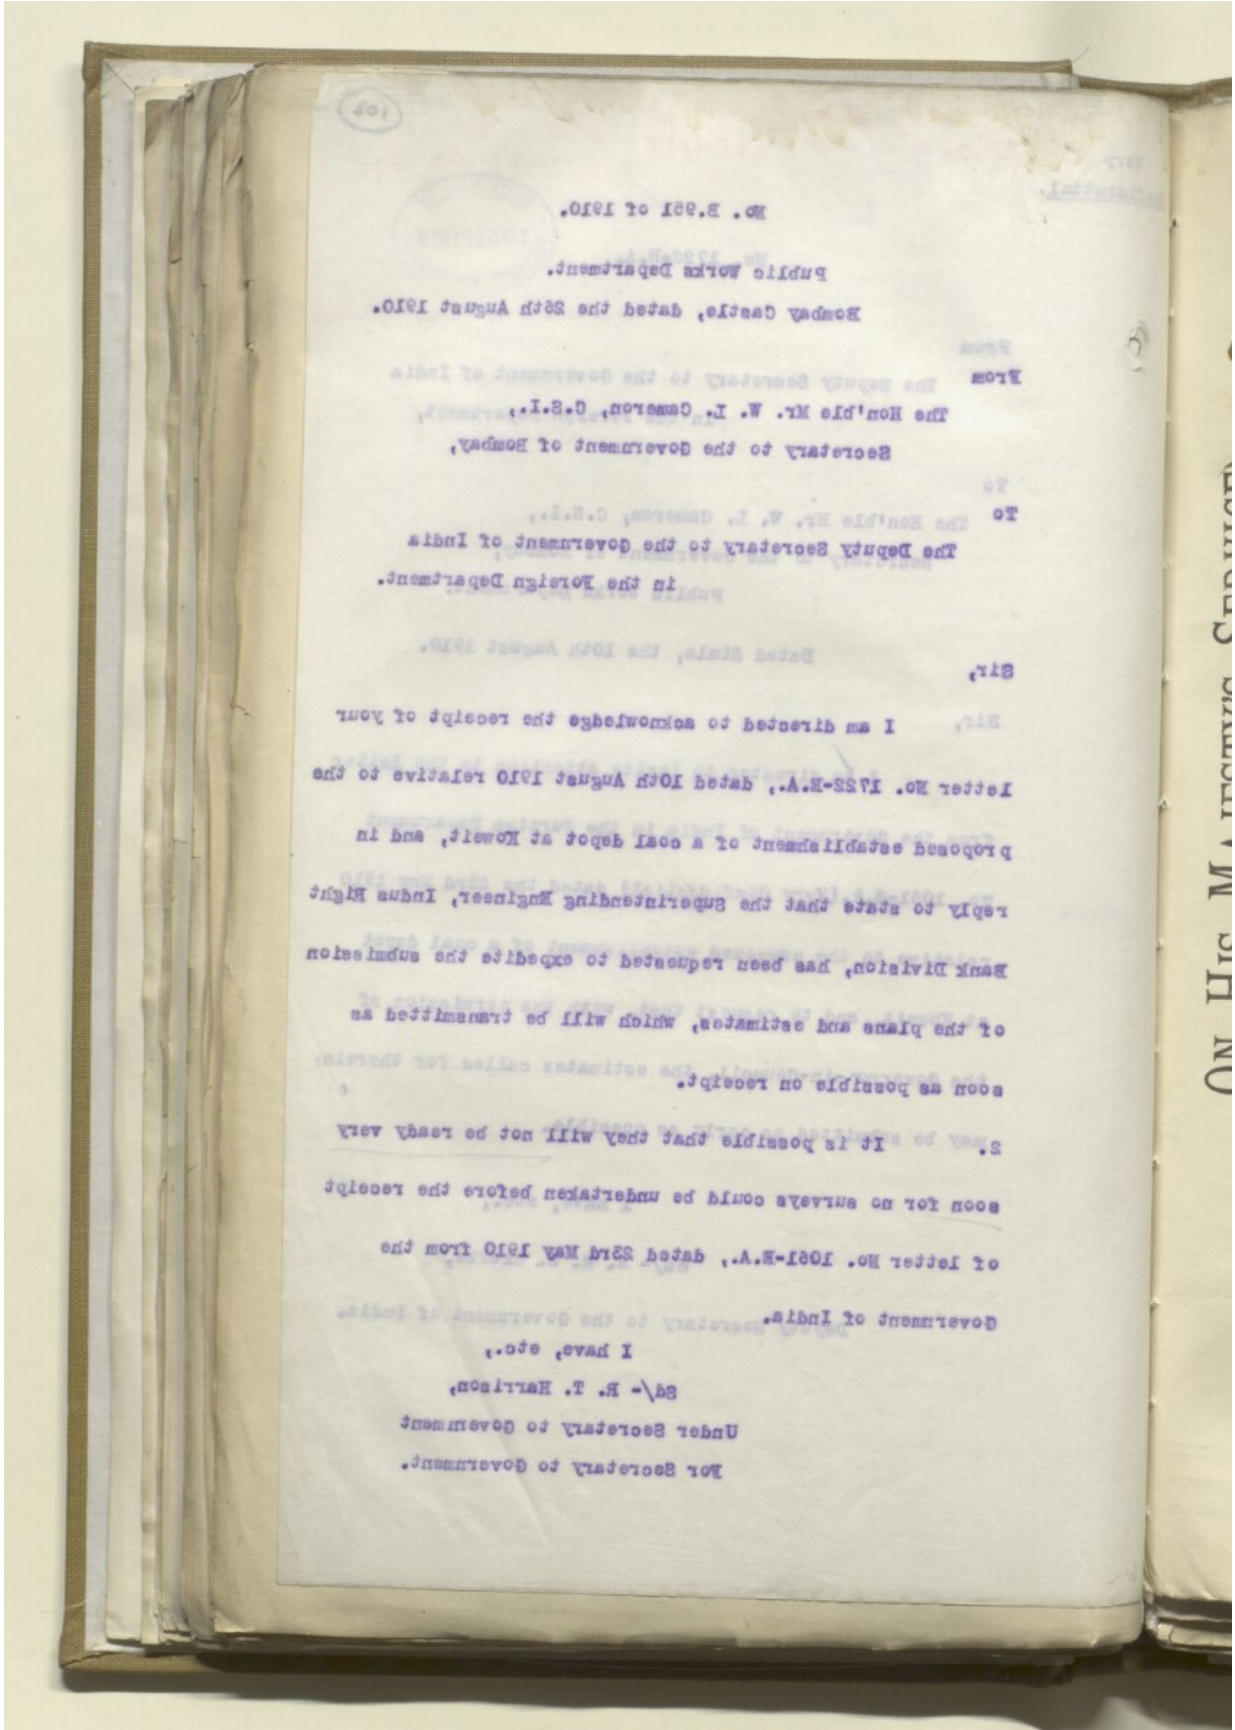 102
No. B.951 of 1910.
Public Works Department.
Bombay Castle, dated the 26th August 1910.
From
The Hon'ble Mr. W. L. Cameron, C.S.I.,
Secretary to the Government of Bombay,
To
The Deputy Secretary to the Government of India
in the Foreign Department.
Sir,
I am directed to acknowledge the receipt of your
letter No. 1722-E.A., dated 10th August 1910 relative to the
proposed establishment of a coal depot at Koweit, and in
reply to state that the Superintending Engineer, Indus Right
Bank Division, has been requested to expedite the submission
of the plans and estimates, which will be transmitted as
soon as possible on receipt.
2. It is possible that they will not be ready very
soon for no surveys could be undertaken before the receipt
of letter No. 1061-E.A., dated 23rd May 1910 from the
Government of India.
I have, etc.,
Sd/- R. T. Harrison,
Under Secretary to Government
For Secretary to Government.
ON HIS MAJESTY'S SERVICE